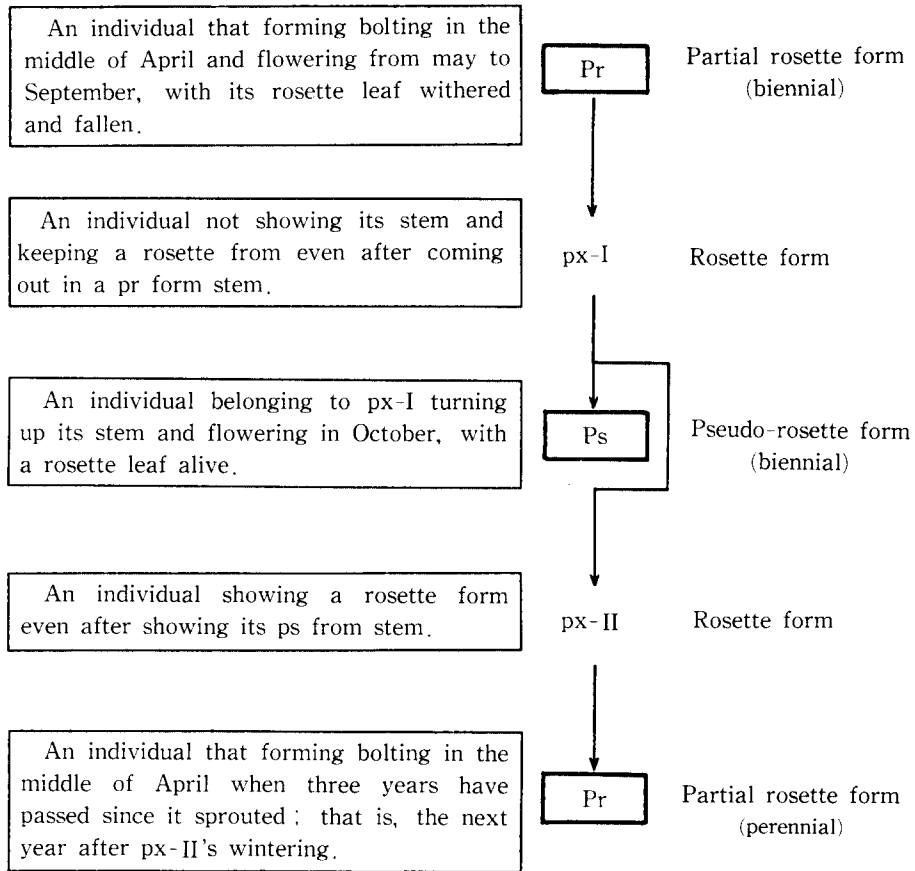 An individual that forming bolting in the
middle of April and flowering from may to
September, with its rosette leaf withered
and fallen.
Pr
Partial rosette form
(biennial)
An individual not showing its stem and
keeping a rosette from even after coming
out in a pr form stem.
px-I
Rosette form
An individual belonging to px-I turning
up its stem and flowering in October, with
a rosette leaf alive.
Ps
Pseudo-rosette form
(biennial)
An individual showing a rosette form
even after showing its ps from stem.
px-II
Rosette form
An individual that forming bolting in the
middle of April when three years have
passed since it sprouted; that is, the next
year after px-II's wintering.
Pr
Partial rosette form
(perennial)